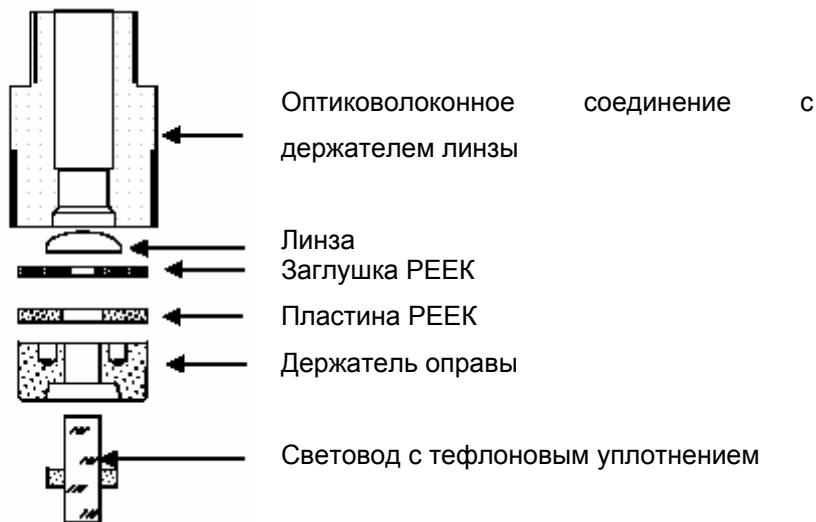 Оптиковолоконное соединение с
держателем линзы
Линза
Заглушка PEEK
Пластина PEEK
Держатель оправы
Световод с тефлоновым уплотнением